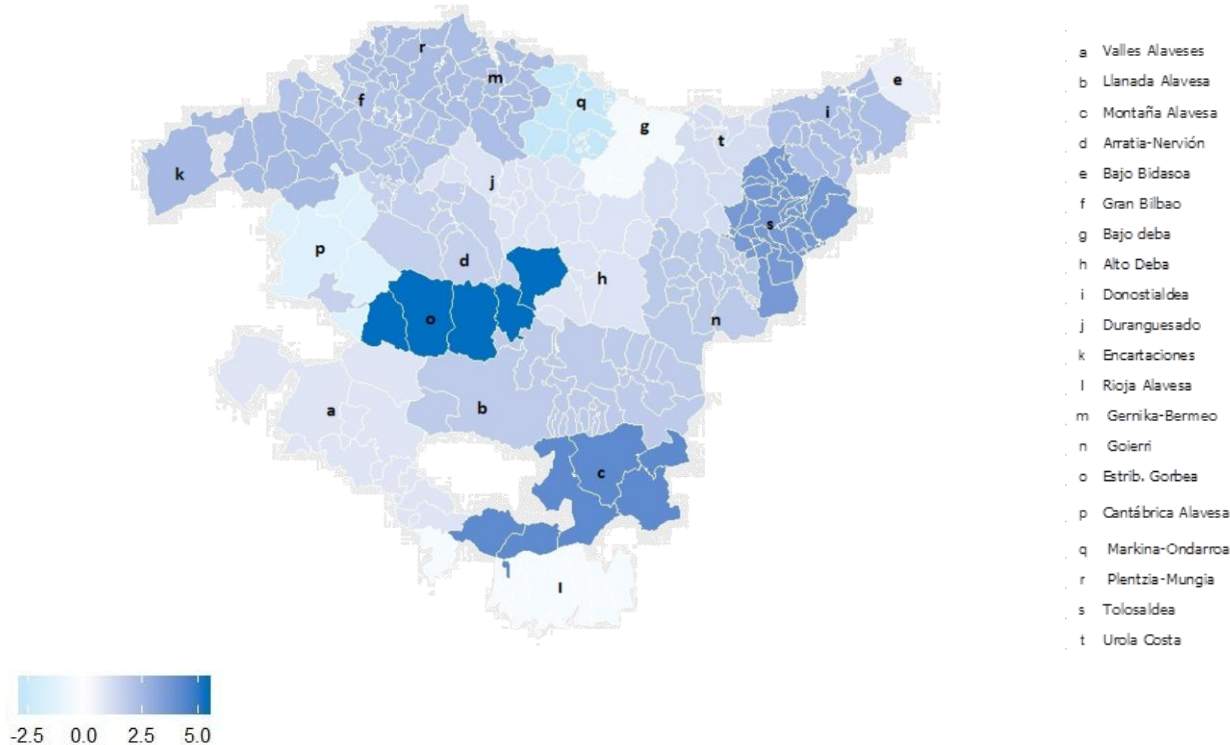 r
m
f
q
e
i
g
t
k
j
s
p
d
h
o
n
a
b
c
l
a Valles Alaveses
b Llanada Alavesa
c Montaña Alavesa
d Arratia-Nervión
e Bajo Bidasoa
f Gran Bilbao
g Bajo deba
h Alto Deba
i Donostialdea
j Duranguesado
k Encartaciones
l Rioja Alavesa
m Gernika-Bermeo
n Goierri
o Estrib. Gorbea
p Cantábrica Alavesa
q Markina-Ondarroa
r Plentzia-Mungia
s Tolosaldea
t Urola Costa
-2.5 0.0 2.5 5.0